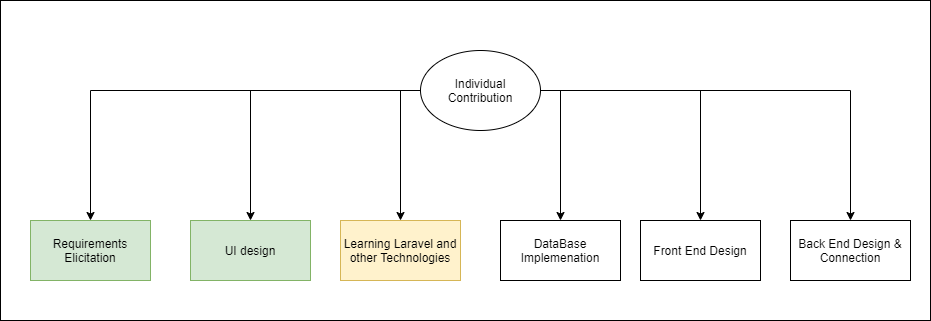 Individual
Contribution
Requirements
Elicitation
UI design
Learning Laravel and
other Technologies
DataBase
Implemenation
Front End Design
Back End Design &
Connection